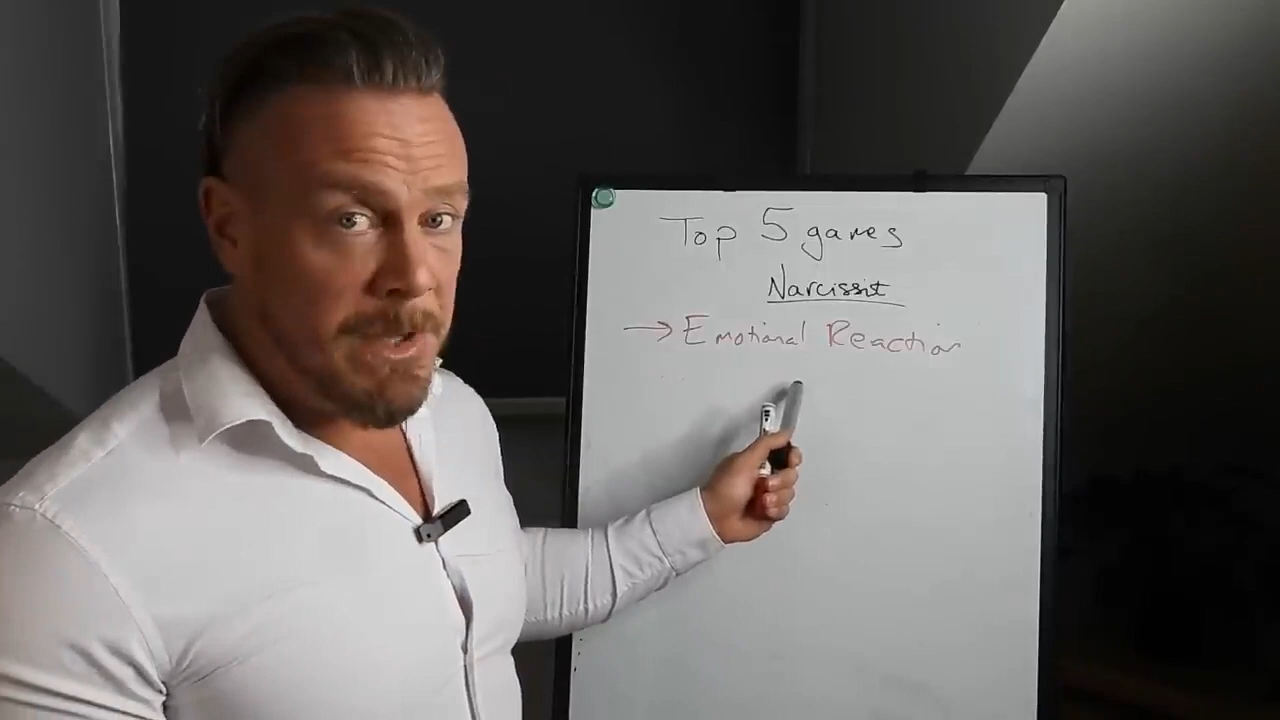 Top 5 games
Narcissist
→ Emotional Reaction